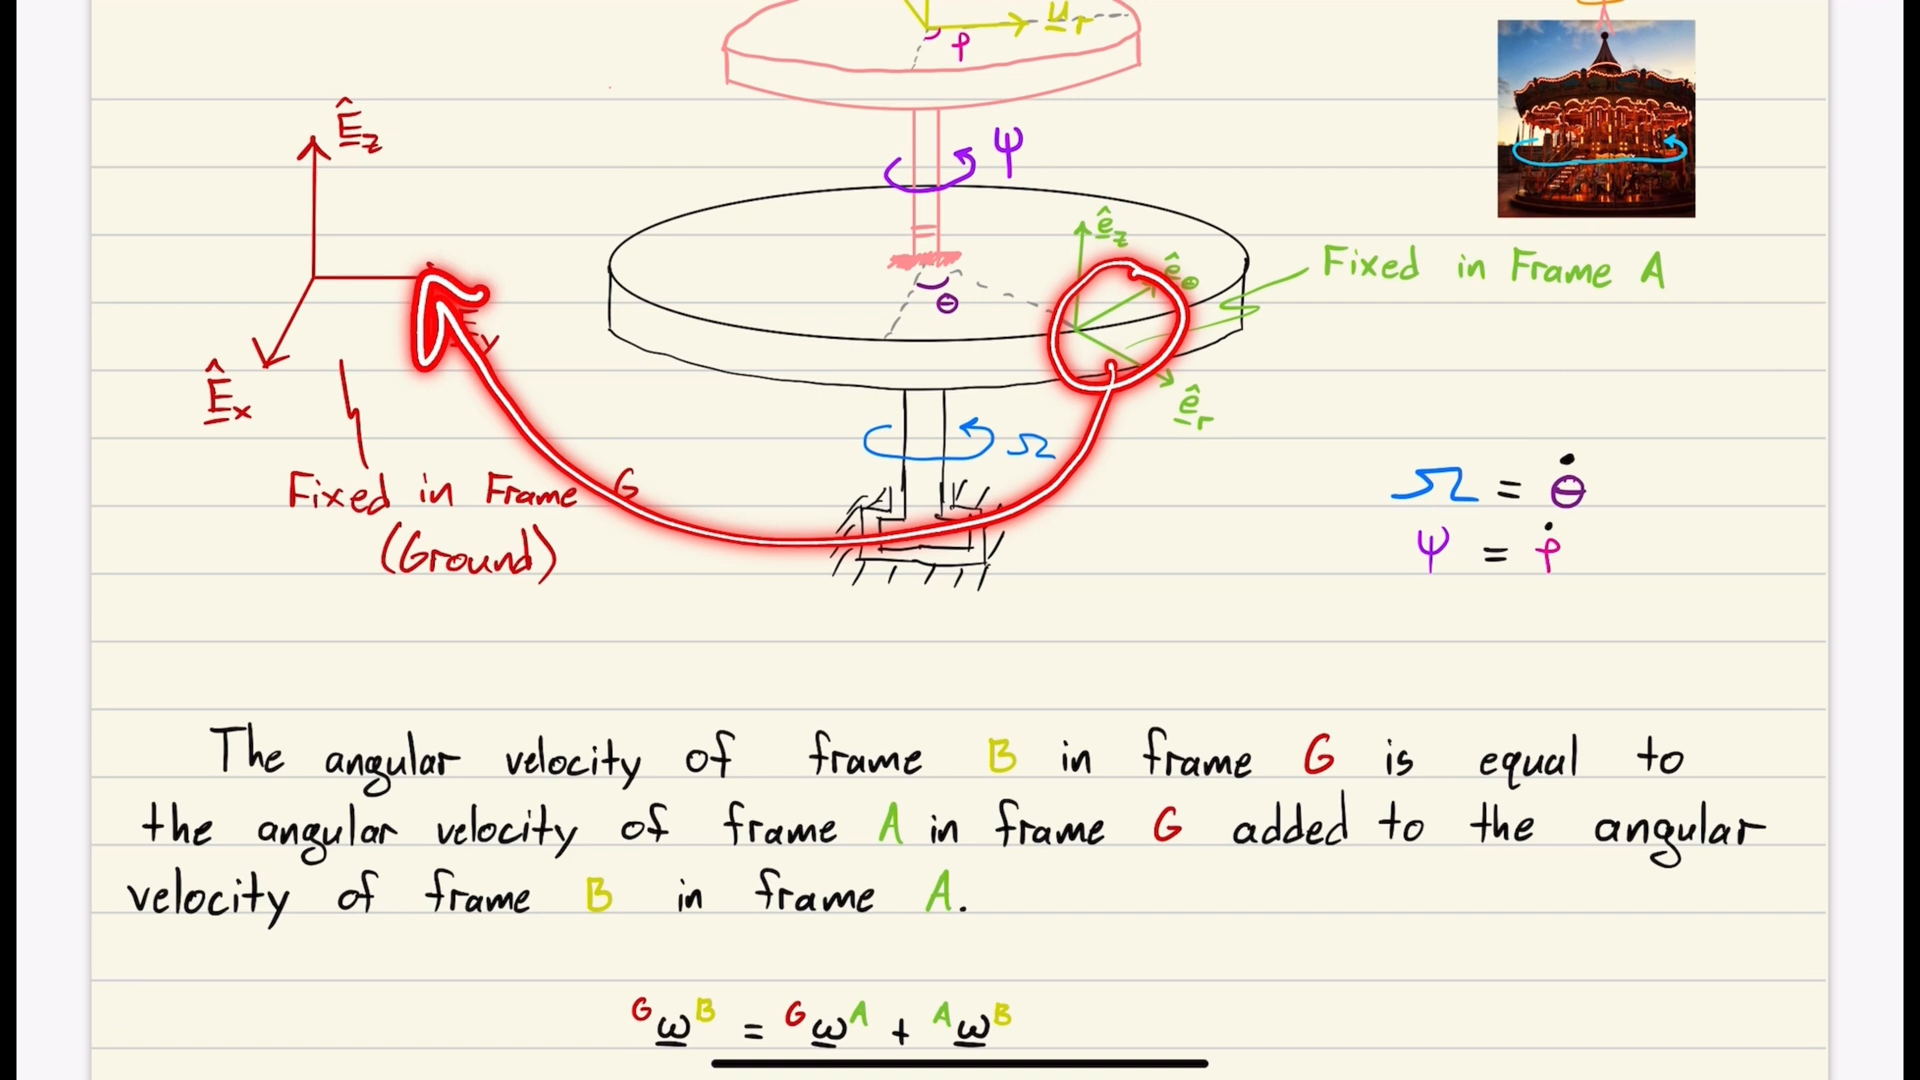 u_r
ρ
Ê_z
Ψ
ê_z
ê_θ
Fixed in Frame A
θ
Ê_x
ê_r
Ω
Fixed in Frame G
(Ground)
Ω = θ̇
Ψ = ρ̇
The angular velocity of frame B in frame G is equal to
the angular velocity of frame A in frame G added to the angular
velocity of frame B in frame A.
ᴳω̲ᴮ = ᴳω̲ᴬ + ᴬω̲ᴮ